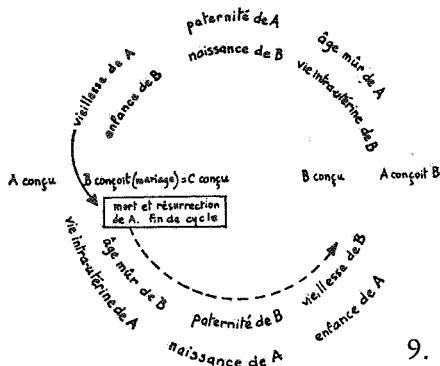 paternité de A
naissance de B
âge mûr de A
vie intra-utérine de B
vieillesse de A
enfance de B
A conçu
B conçoit (mariage) = C conçu
B conçu
A conçoit B
mort et résurrection
de A. Fin de cycle
vie intra-utérine de A
âge mûr de B
paternité de B
naissance de A
vieillesse de B
enfance de A
9.